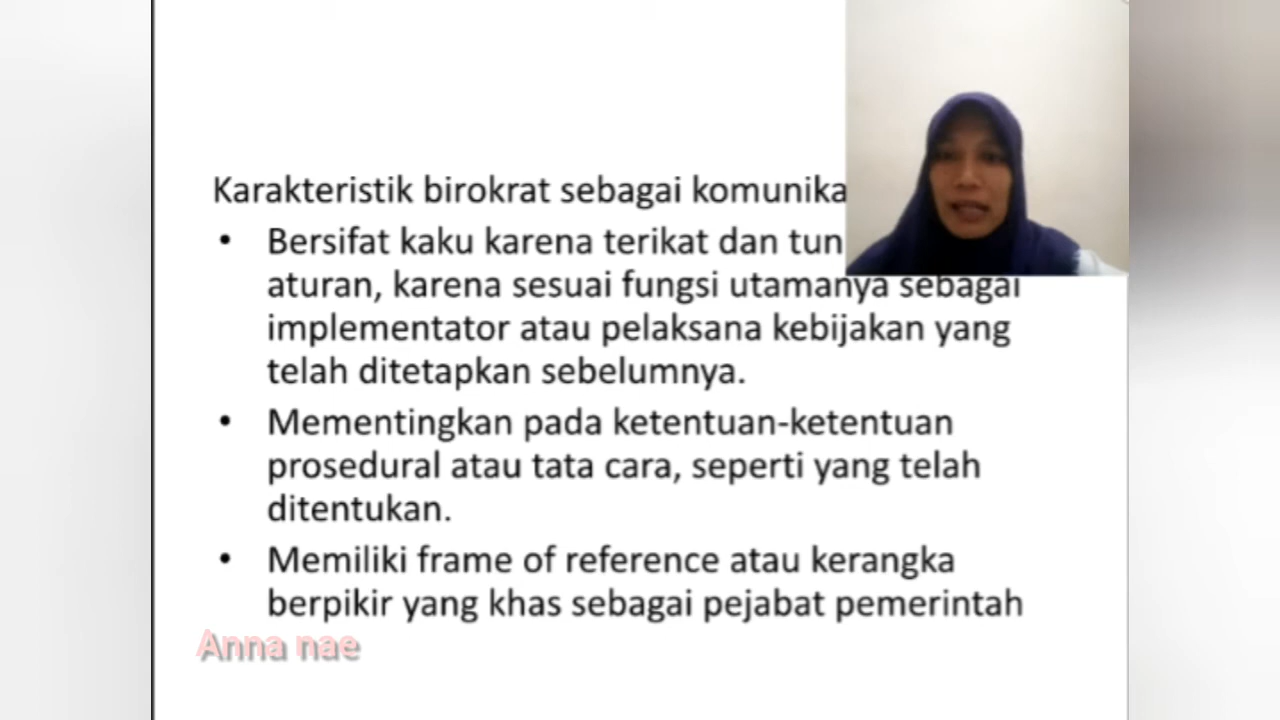 Karakteristik birokrat sebagai
Bersifat kaku karena terikat dan
aturan, karena sesuai fungsi utamanya sebagai
implementator atau pelaksana kebijakan yang
telah ditetapkan sebelumnya.
Mementingkan pada ketentuan-ketentuan
prosedural atau tata cara, seperti yang telah
ditentukan.
Memiliki frame of reference atau kerangka
berpikir yang khas sebagai pejabat pemerintah
Anna nae